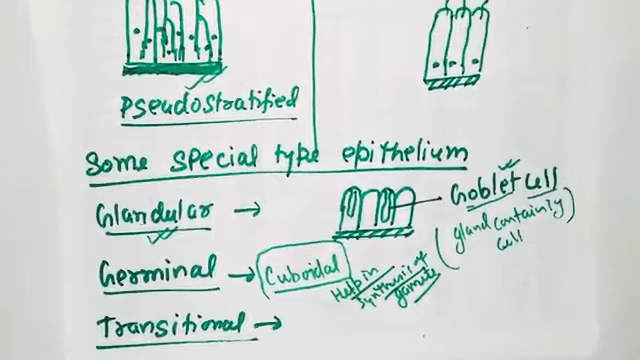 Pseudostratified
Some special type epithelium
Glandular →
Goblet cell
(gland containing cell)
Germinal → Cuboidal
Help in
synthesis of
gamete
Transitional →